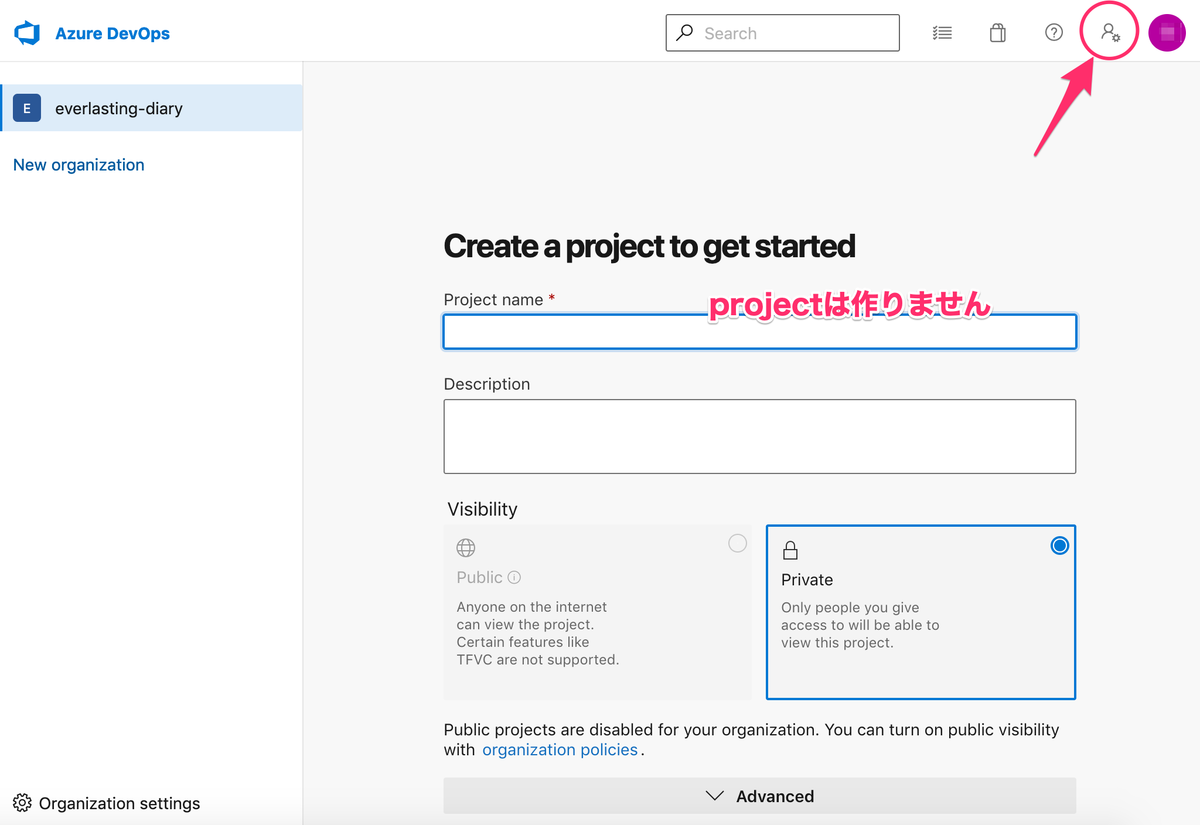 Azure DevOps
Search
E
everlasting-diary
New organization
Create a project to get started
Project name *
projectは作りません
Description
Visibility
Public
Anyone on the internet
can view the project.
Certain features like
TFVC are not supported.
Private
Only people you give
access to will be able to
view this project.
Public projects are disabled for your organization. You can turn on public visibility
with organization policies.
Advanced
Organization settings